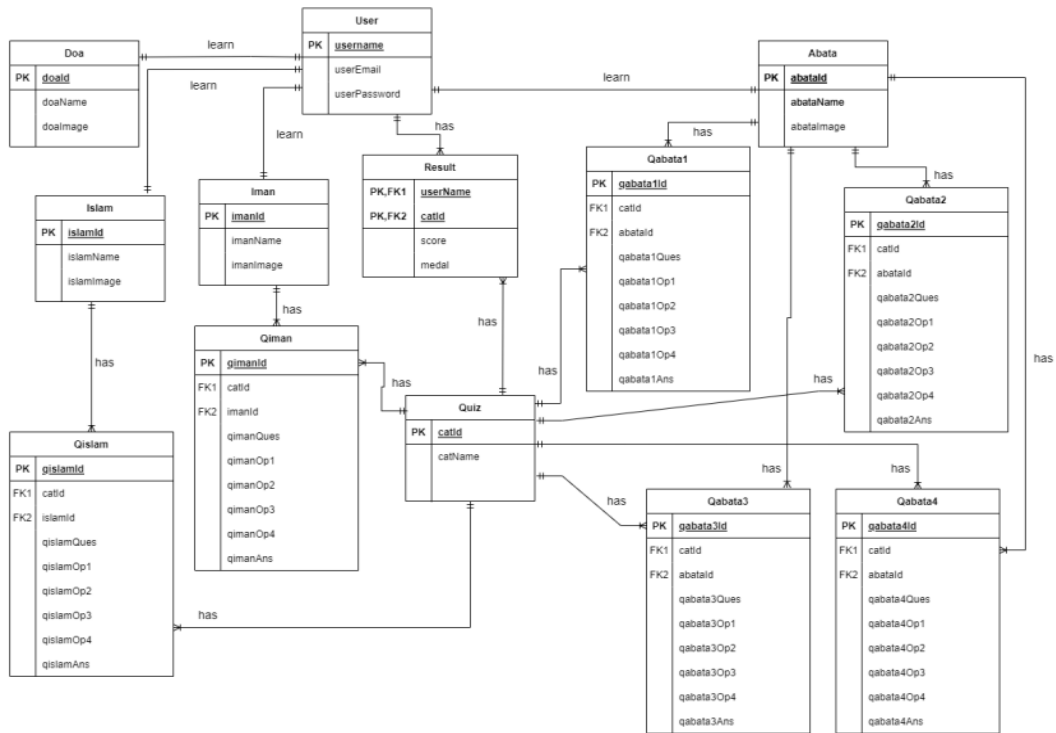 User
PK username
userEmail
userPassword
Doa
PK doaId
doaName
doaImage
Abata
PK abataId
abataName
abataImage
learn
learn
learn
learn
has
has
has
Result
PK,FK1 userName
PK,FK2 catId
score
medal
Iman
PK imanId
imanName
imanImage
Islam
PK islamId
islamName
islamImage
Qabata1
PK qabata1Id
FK1 catId
FK2 abataId
qabata1Ques
qabata1Op1
qabata1Op2
qabata1Op3
qabata1Op4
qabata1Ans
Qabata2
PK qabata2Id
FK1 catId
FK2 abataId
qabata2Ques
qabata2Op1
qabata2Op2
qabata2Op3
qabata2Op4
qabata2Ans
has
has
has
has
has
has
has
Qiman
PK qimanId
FK1 catId
FK2 imanId
qimanQues
qimanOp1
qimanOp2
qimanOp3
qimanOp4
qimanAns
Quiz
PK catId
catName
has
Qislam
PK qislamId
FK1 catId
FK2 islamId
qislamQues
qislamOp1
qislamOp2
qislamOp3
qislamOp4
qislamAns
has
has
has
Qabata3
PK qabata3Id
FK1 catId
FK2 abataId
qabata3Ques
qabata3Op1
qabata3Op2
qabata3Op3
qabata3Op4
qabata3Ans
Qabata4
PK qabata4Id
FK1 catId
FK2 abataId
qabata4Ques
qabata4Op1
qabata4Op2
qabata4Op3
qabata4Op4
qabata4Ans
has